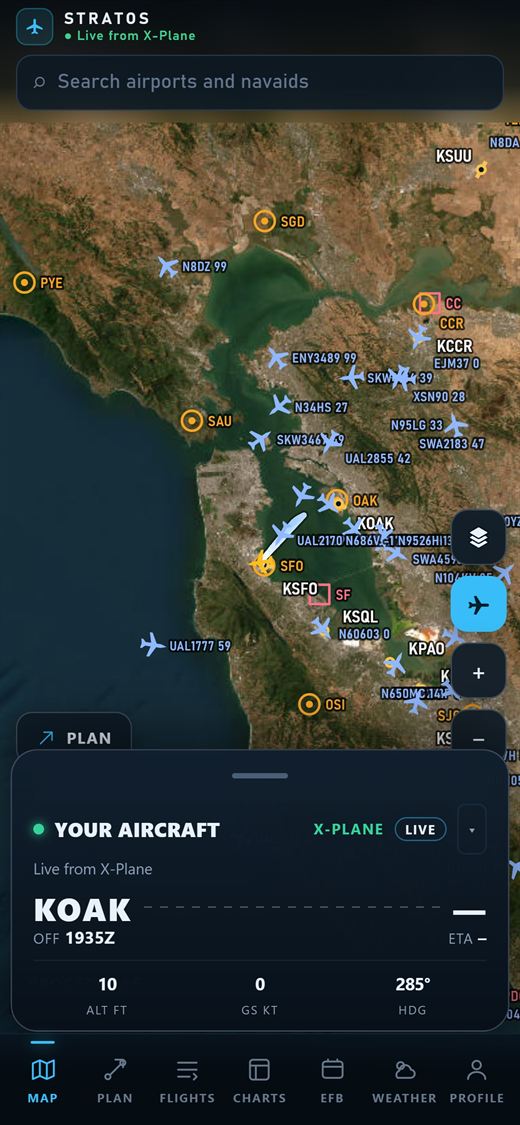 STRATOS
Live from X-Plane
Search airports and navaids
N8DA
KSUU
SGD
N8DZ 99
PYE
CC
CCR
KCCR
ENY3489 99
EJM37 0
39
XSN90 28
N34HS 27
SAU
N95LG 33
SWA2183 47
UAL2855 42
OAK
KOAK
UAL2170
SFO
KSFO
SF
KSQL
N60603 0
UAL1777 59
KPAO
OSI
PLAN
YOUR AIRCRAFT
X-PLANE
LIVE
Live from X-Plane
KOAK
—
OFF 1935Z
ETA –
10
0
285°
ALT FT
GS KT
HDG
MAP
PLAN
FLIGHTS
CHARTS
EFB
WEATHER
PROFILE